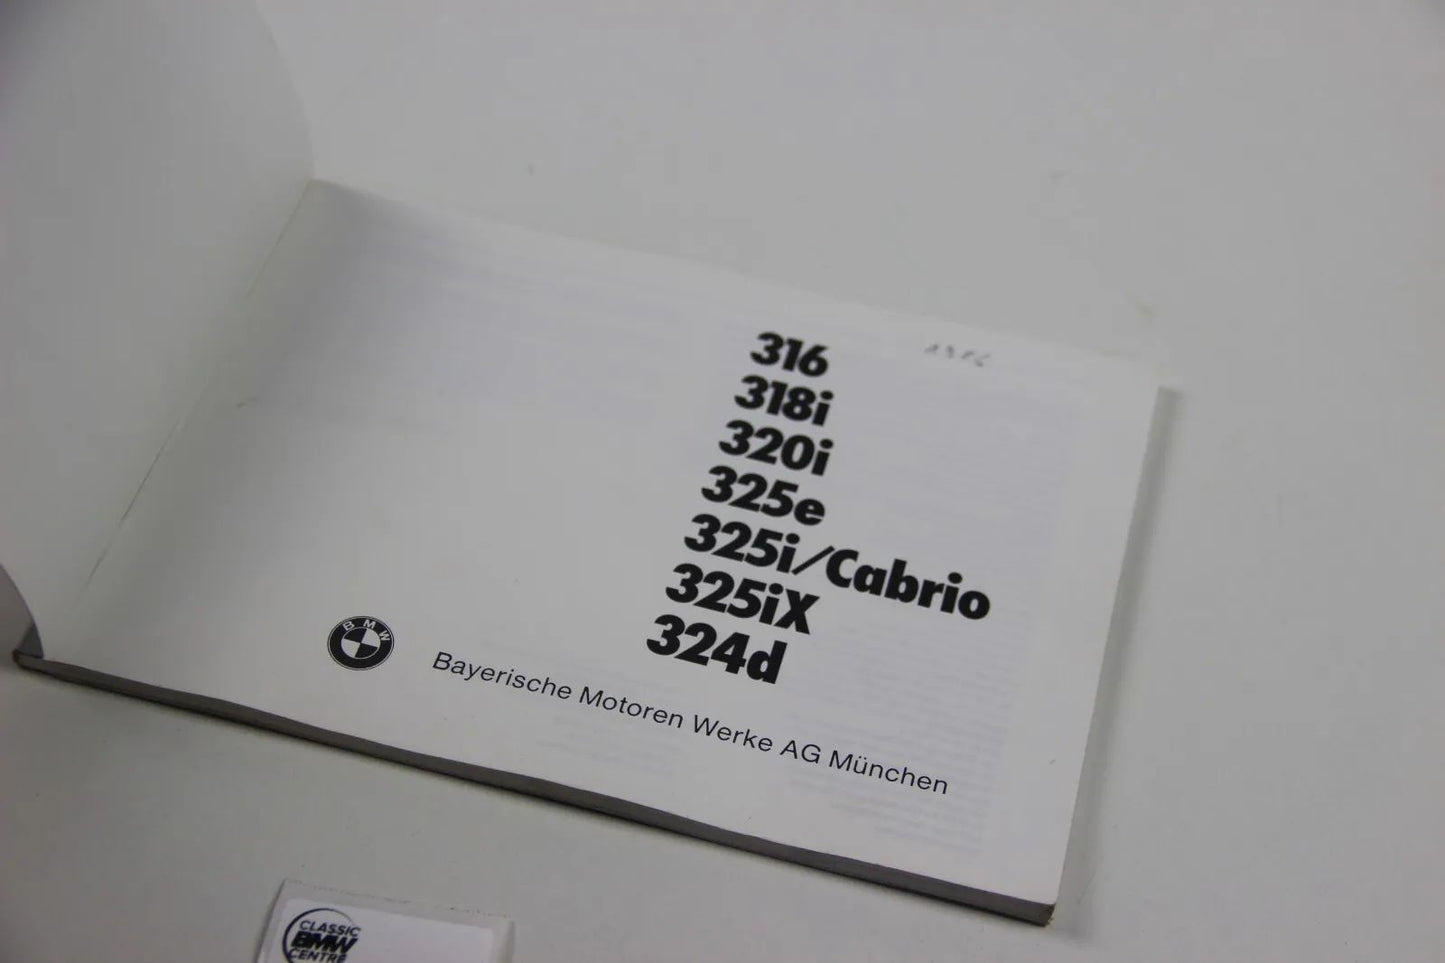 316
318i
320i
325e
325i/Cabrio
325iX
324d
BMW
Bayerische Motoren Werke AG München
CLASSIC
BMW
CENTRE